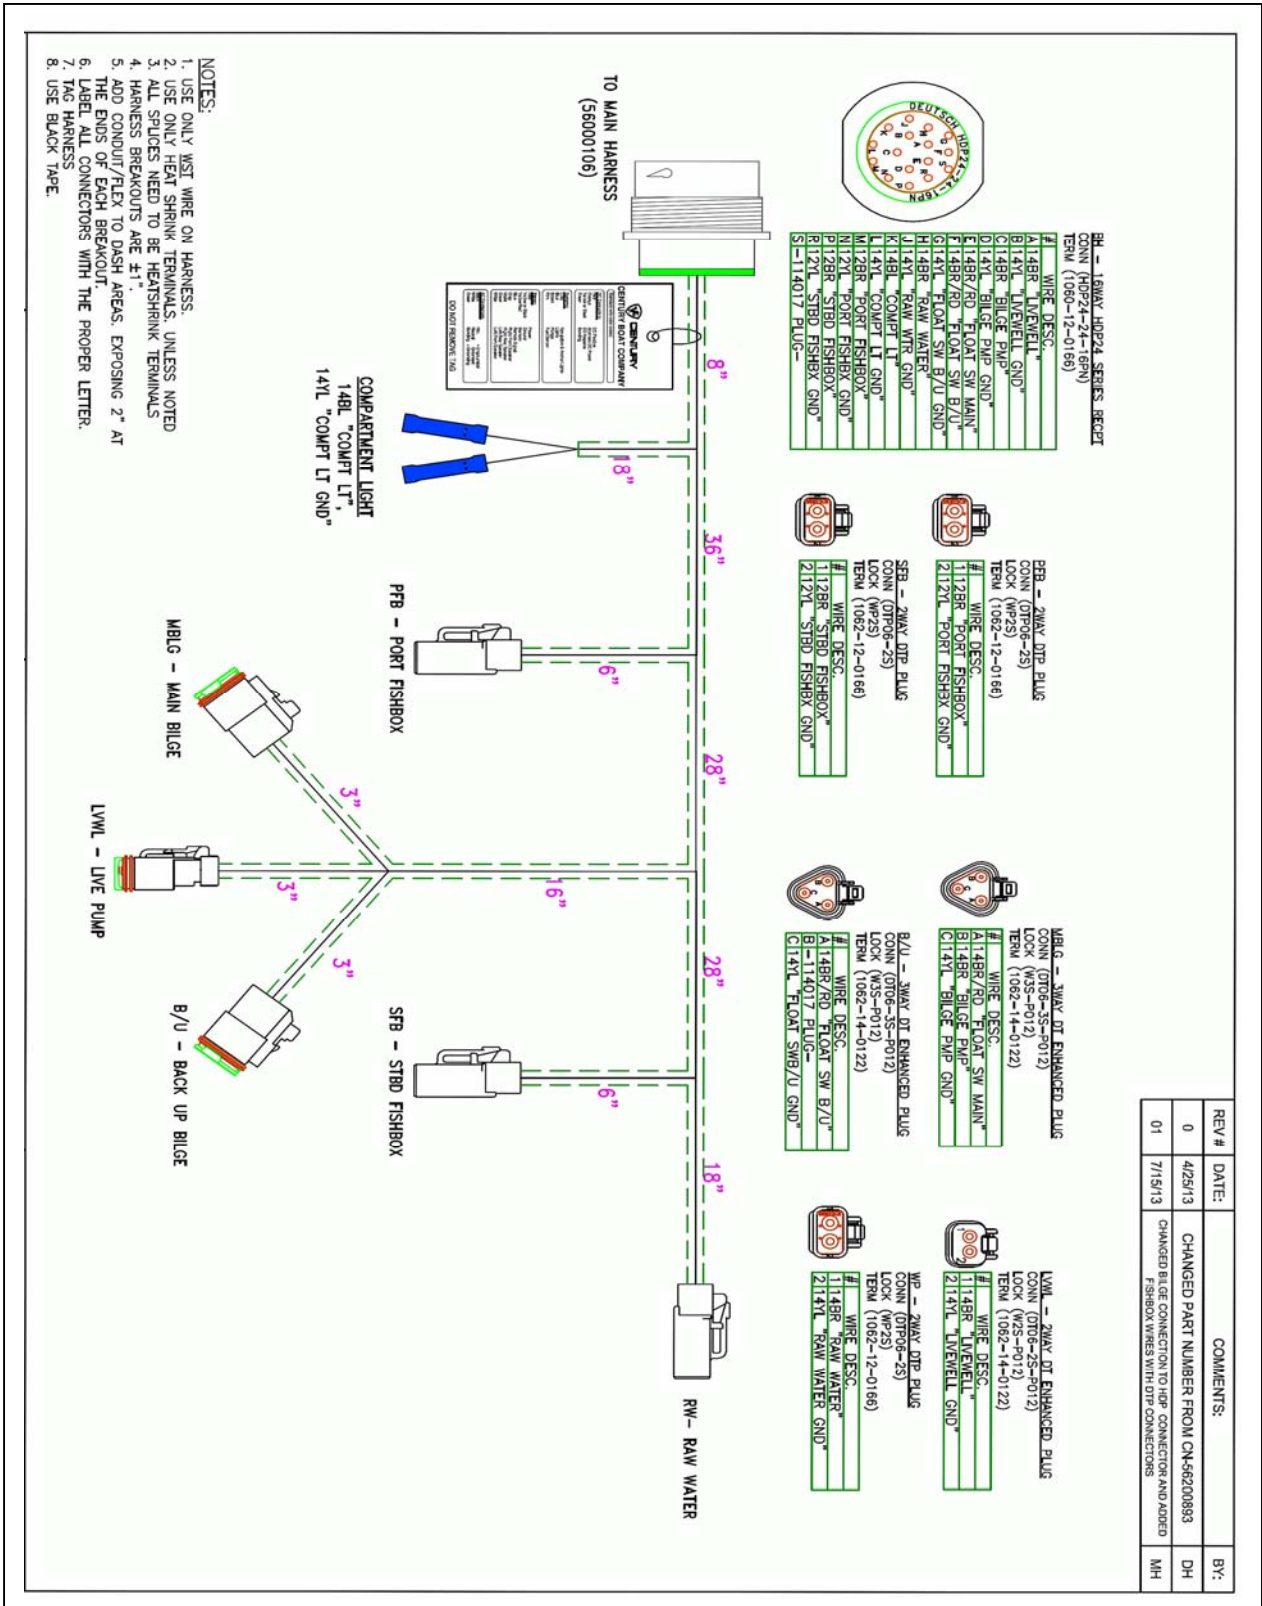 REV # DATE: COMMENTS: BY:
0 4/25/13 CHANGED PART NUMBER FROM CN-56200893 DH
01 7/15/13 CHANGED BILGE CONNECTION TO HDP CONNECTOR AND ADDED FISHBOX WIRES WITH DTP CONNECTORS MH
DEUTSCH HDP24-24-16PN
BH - 16WAY HDP24 SERIES RECPT
CONN (HDP24-24-16PN)
TERM (1060-12-0166)
# WIRE DESC.
A 14BR "LIVEWELL"
B 14YL "LIVEWELL GND"
C 14BR "BILGE PMP"
D 14YL "BILGE PMP GND"
E 14BR/RD "FLOAT SW MAIN"
F 14BR/RD "FLOAT SW B/U"
G 14YL "FLOAT SW B/U GND"
H 14BR "RAW WATER"
J 14YL "RAW WTR GND"
K 14BL "COMPT LT"
L 14YL "COMPT LT GND"
M 12BR "PORT FISHBOX"
N 12YL "PORT FISHBX GND"
P 12BR "STBD FISHBOX"
R 12YL "STBD FISHBX GND"
S -114017 PLUG-
PFB - 2WAY DTP PLUG
CONN (DTP06-2S)
LOCK (WP2S)
TERM (1062-12-0166)
# WIRE DESC.
1 12BR "PORT FISHBOX"
2 12YL "PORT FISHBX GND"
SFB - 2WAY DTP PLUG
CONN (DTP06-2S)
LOCK (WP2S)
TERM (1062-12-0166)
# WIRE DESC.
1 12BR "STBD FISHBOX"
2 12YL "STBD FISHBX GND"
MBLG - 3WAY DT ENHANCED PLUG
CONN (DT06-3S-P012)
LOCK (W3S-P012)
TERM (1062-14-0122)
# WIRE DESC.
A 14BR/RD "FLOAT SW MAIN"
B 14BR "BILGE PMP"
C 14YL "BILGE PMP GND"
B/U - 3WAY DT ENHANCED PLUG
CONN (DT06-3S-P012)
LOCK (W3S-P012)
TERM (1062-14-0122)
# WIRE DESC.
A 14BR/RD "FLOAT SW B/U"
B -114017 PLUG-
C 14YL "FLOAT SWB/U GND"
LVWL - 2WAY DT ENHANCED PLUG
CONN (DT06-2S-P012)
LOCK (W2S-P012)
TERM (1062-14-0122)
# WIRE DESC.
1 14BR "LIVEWELL"
2 14YL "LIVEWELL GND"
WP - 2WAY DTP PLUG
CONN (DTP06-2S)
LOCK (WP2S)
TERM (1062-12-0166)
# WIRE DESC.
1 14BR "RAW WATER"
2 14YL "RAW WATER GND"
TO MAIN HARNESS
(56000106)
8"
36"
28"
28"
18"
18"
6"
16"
6"
3"
3"
3"
CENTURY
CENTURY BOAT COMPANY
DO NOT REMOVE TAG
COMPARTMENT LIGHT
14BL "COMPT LT",
14YL "COMPT LT GND"
PFB - PORT FISHBOX
SFB - STBD FISHBOX
RW- RAW WATER
MBLG - MAIN BILGE
LVWL - LIVE PUMP
B/U - BACK UP BILGE
NOTES:
1. USE ONLY WST WIRE ON HARNESS.
2. USE ONLY HEAT SHRINK TERMINALS. UNLESS NOTED
3. ALL SPLICES NEED TO BE HEATSHRINK TERMINALS
4. HARNESS BREAKOUTS ARE ±1".
5. ADD CONDUIT/FLEX TO DASH AREAS. EXPOSING 2" AT
THE ENDS OF EACH BREAKOUT.
6. LABEL ALL CONNECTORS WITH THE PROPER LETTER.
7. TAG HARNESS
8. USE BLACK TAPE.